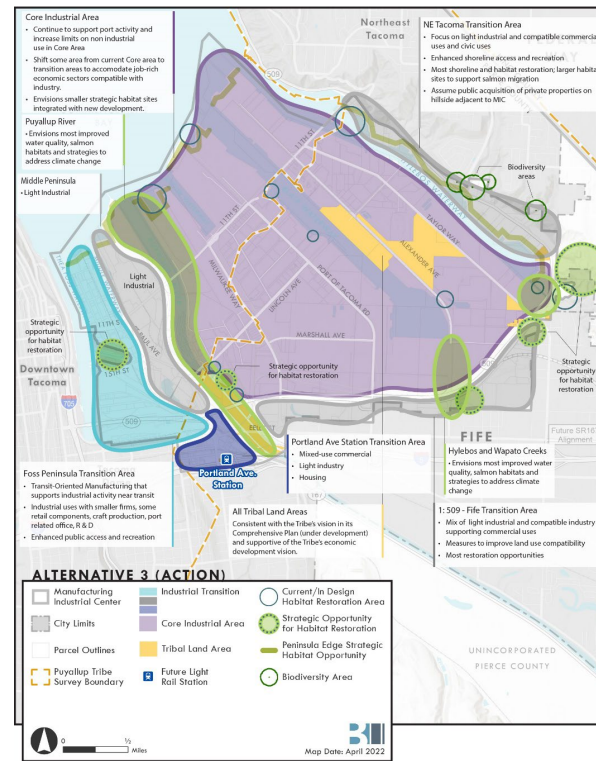 Core Industrial Area
• Continue to support port activity and
increase limits on non industrial
use in Core Area
• Shift some area from current Core area to
transition areas to accomodate job-rich
economic sectors compatible with
industry.
• Envisions smaller strategic habitat sites
integrated with new development.
Puyallup River
• Envisions most improved
water quality, salmon
habitats and strategies to
address climate change
Middle Peninsula
• Light Industrial
Northeast
Tacoma
NE Tacoma Transition Area
• Focus on light industrial and compatible commercia
uses and civic uses
• Enhanced shoreline access and recreation
• Most shoreline and habitat restoration; larger habita
sites to support salmon migration
• Assume public acquisition of private properties on
hillside adjacent to MIC
509
11TH ST
Biodiversity
areas
TAYLOR WAY
ALEXANDER AVE
11TH ST
MILWAUKEE WAY
LINCOLN AVE
PORT OF TACOMA RD
MARSHALL AVE
Light
Industrial
11TH S
PAUL AVE
15TH ST
Strategic
opportunity
for habitat
restoration
Downtown
Tacoma
509
Strategic opportunity
for habitat restoration
Strategic
opportunity
for habitat
restoration
FIFE
Future SR16
Alignment
Portland Ave.
Station
167
Foss Peninsula Transition Area
• Transit-Oriented Manufacturing that
supports industrial activity near transit
• Industrial uses with smaller firms, some
retail components, craft production, port
related office, R & D
• Enhanced public access and recreation
Portland Ave Station Transition Area
• Mixed-use commercial
• Light industry
• Housing
Hylebos and Wapato Creeks
• Envisions most improved water
quality, salmon habitats and
strategies to address climate
change
All Tribal Land Areas
Consistent with the Tribe's vision in its
Comprehensive Plan (under development)
and supportive of the Tribe's economic
development vision.
1: 509 - Fife Transition Area
• Mix of light industrial and compatible industry
supporting commercial uses
• Measures to improve land use compatibility
• Most restoration opportunities
UNINCORPORATED
PIERCE COUNTY
ALTERNATIVE 3 (ACTION)
Manufacturing
Industrial Center
City Limits
Parcel Outlines
Puyallup Tribe
Survey Boundary
Industrial Transition
Core Industrial Area
Tribal Land Area
Future Light
Rail Station
Current/In Design
Habitat Restoration Area
Strategic Opportunity
for Habitat Restoration
Peninsula Edge Strategic
Habitat Opportunity
Biodiversity Area
0 ½
Miles
Map Date: April 2022